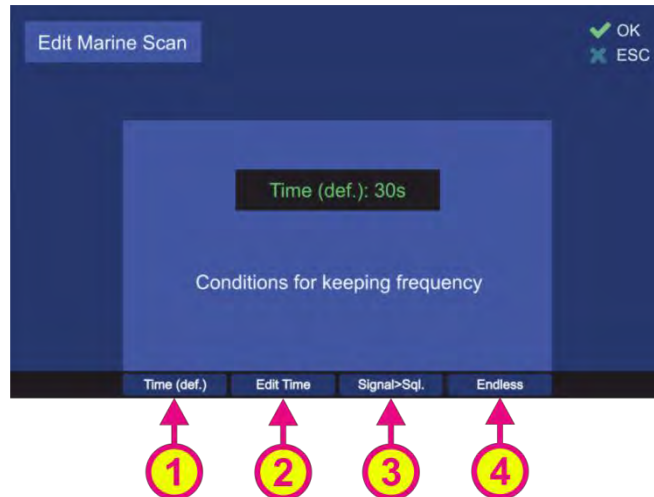 Edit Marine Scan
OK
ESC
Time (def.): 30s
Conditions for keeping frequency
Time (def.) Edit Time Signal>Sql. Endless
1 2 3 4